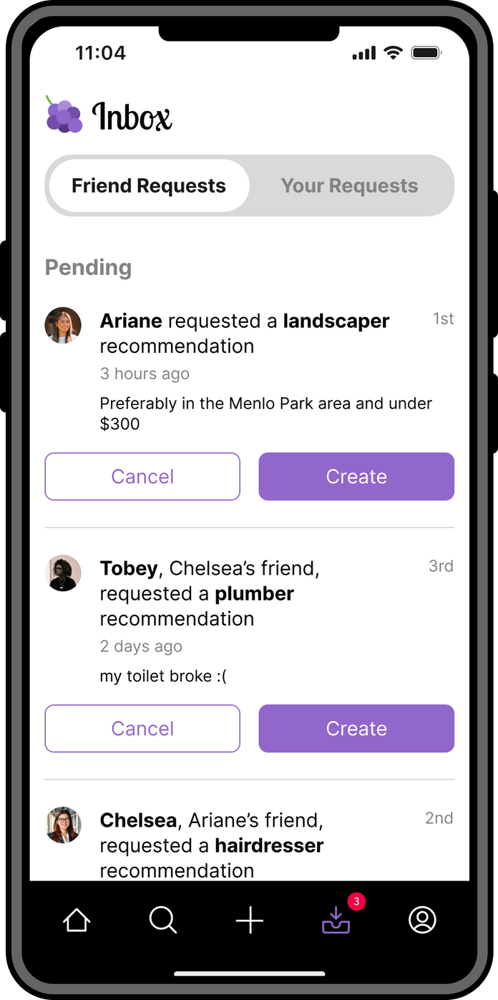 11:04
Inbox
Friend Requests
Your Requests
Pending
Ariane requested a landscaper
1st
recommendation
3 hours ago
Preferably in the Menlo Park area and under
$300
Cancel
Create
Tobey, Chelsea’s friend,
3rd
requested a plumber
recommendation
2 days ago
my toilet broke :(
Cancel
Create
Chelsea, Ariane’s friend,
2nd
requested a hairdresser
recommendation
3